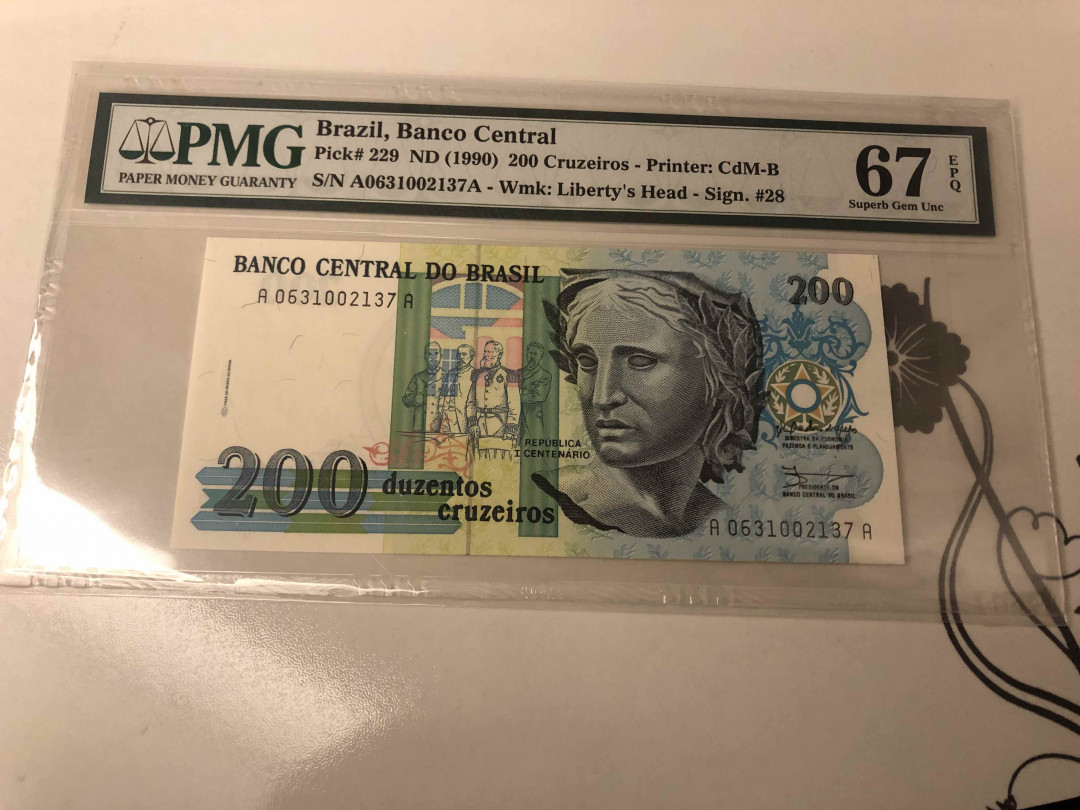 PMG
PAPER MONEY GUARANTY
Brazil, Banco Central
Pick# 229 ND (1990) 200 Cruzeiros - Printer: CdM-B
S/N A0631002137A - Wmk: Liberty's Head - Sign. #28
67
EPQ
Superb Gem Unc
BANCO CENTRAL DO BRASIL
A 0631002137 A
200
REPÚBLICA
I CENTENÁRIO
MINISTRA DA ECONOMIA,
FAZENDA E PLANEJAMENTO
PRESIDENTE DO
BANCO CENTRAL DO BRASIL
200 duzentos
cruzeiros
A 0631002137 A